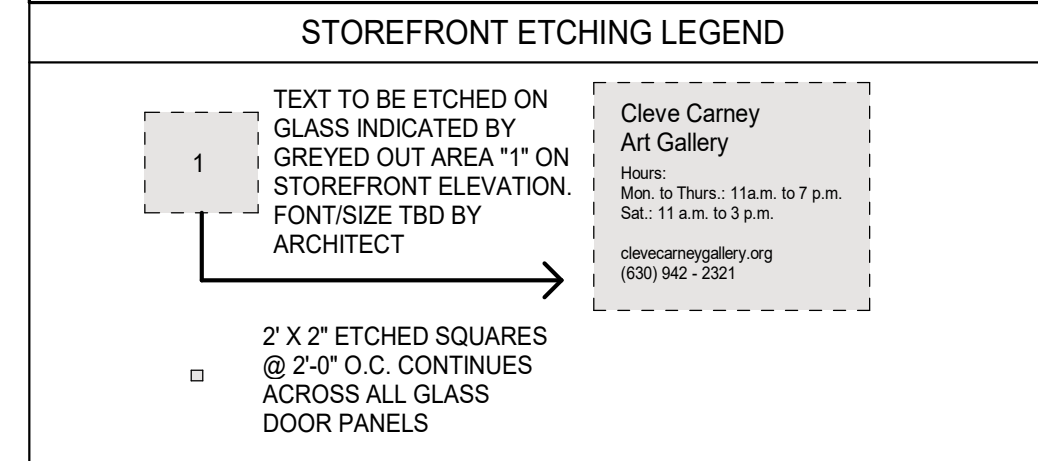 STOREFRONT ETCHING LEGEND
1
TEXT TO BE ETCHED ON
GLASS INDICATED BY
GREYED OUT AREA "1" ON
STOREFRONT ELEVATION.
FONT/SIZE TBD BY
ARCHITECT
Cleve Carney
Art Gallery
Hours:
Mon. to Thurs.: 11a.m. to 7 p.m.
Sat.: 11 a.m. to 3 p.m.
clevecarneygallery.org
(630) 942 - 2321
2' X 2" ETCHED SQUARES
@ 2'-0" O.C. CONTINUES
ACROSS ALL GLASS
DOOR PANELS